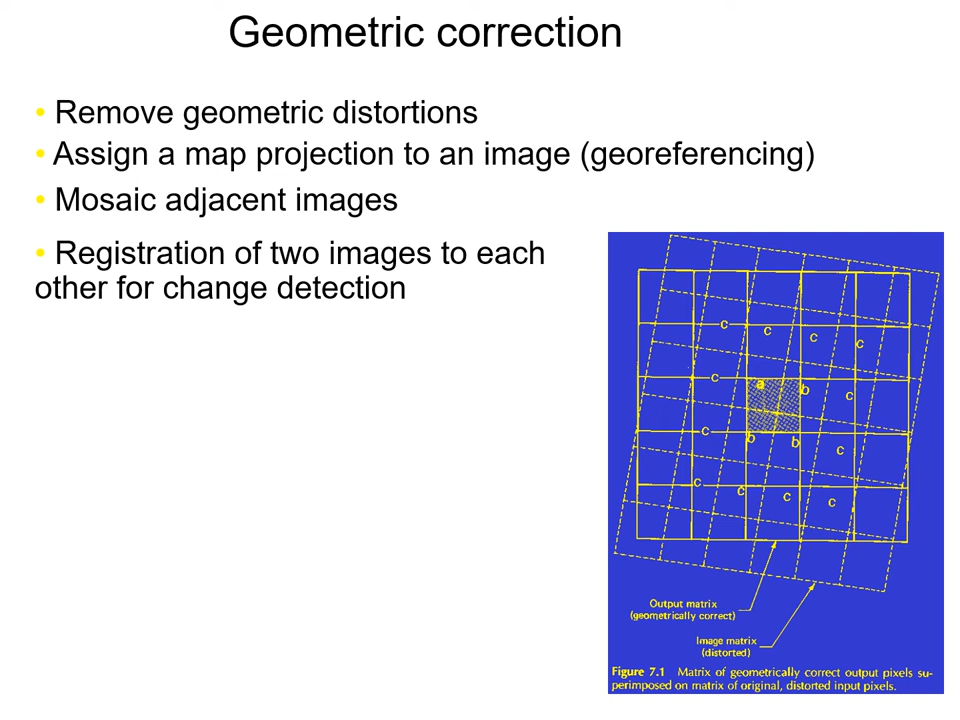 Geometric correction
• Remove geometric distortions
• Assign a map projection to an image (georeferencing)
• Mosaic adjacent images
• Registration of two images to each
other for change detection
c c c c
c a b c
c b b c
c c c c
Output matrix
(geometrically correct)
Image matrix
(distorted)
Figure 7.1 Matrix of geometrically correct output pixels su-
perimposed on matrix of original, distorted input pixels.